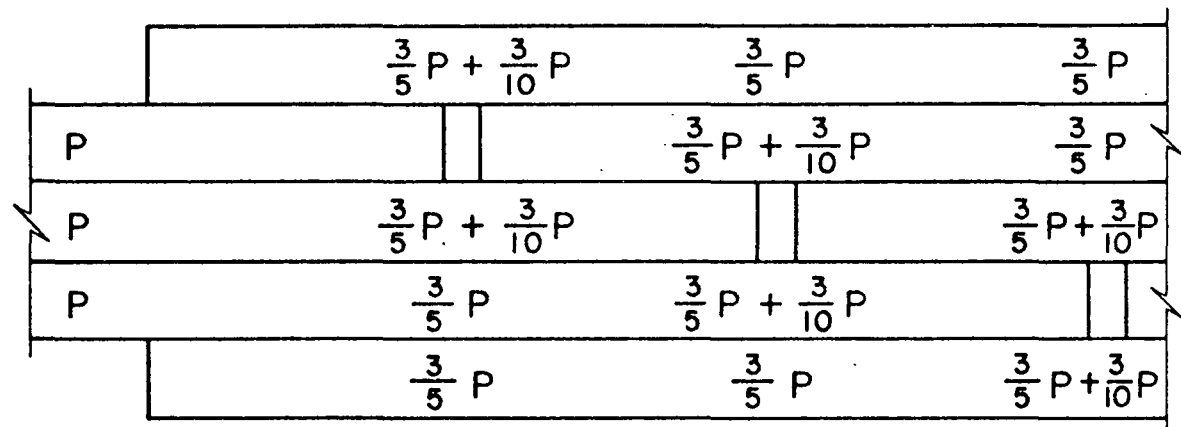 3/5 P + 3/10 P 3/5 P 3/5 P
P 3/5 P + 3/10 P 3/5 P
P 3/5 P + 3/10 P 3/5 P + 3/10 P
P 3/5 P 3/5 P + 3/10 P
3/5 P 3/5 P 3/5 P + 3/10 P